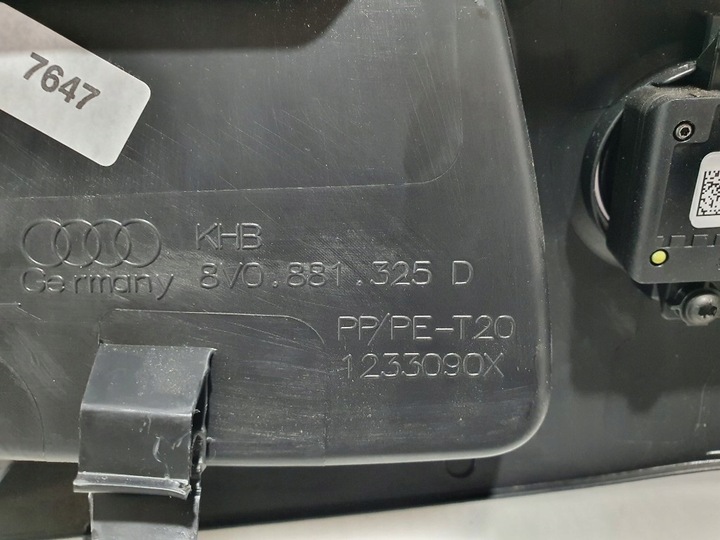 7647
KHB
Germany 8V0.881.325 D
PP/PE-T20
1233090X